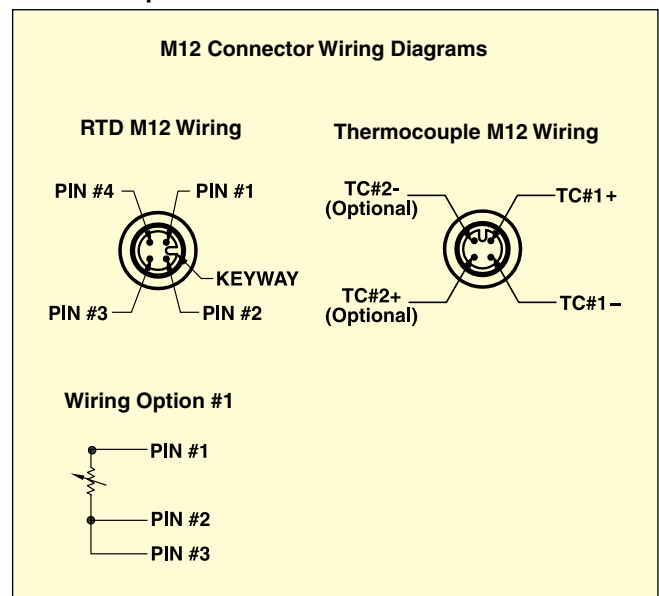 M12 Connector Wiring Diagrams
RTD M12 Wiring
PIN #4
PIN #1
KEYWAY
PIN #3
PIN #2
Thermocouple M12 Wiring
TC#2-
(Optional)
TC#1+
TC#2+
(Optional)
TC#1–
Wiring Option #1
PIN #1
PIN #2
PIN #3